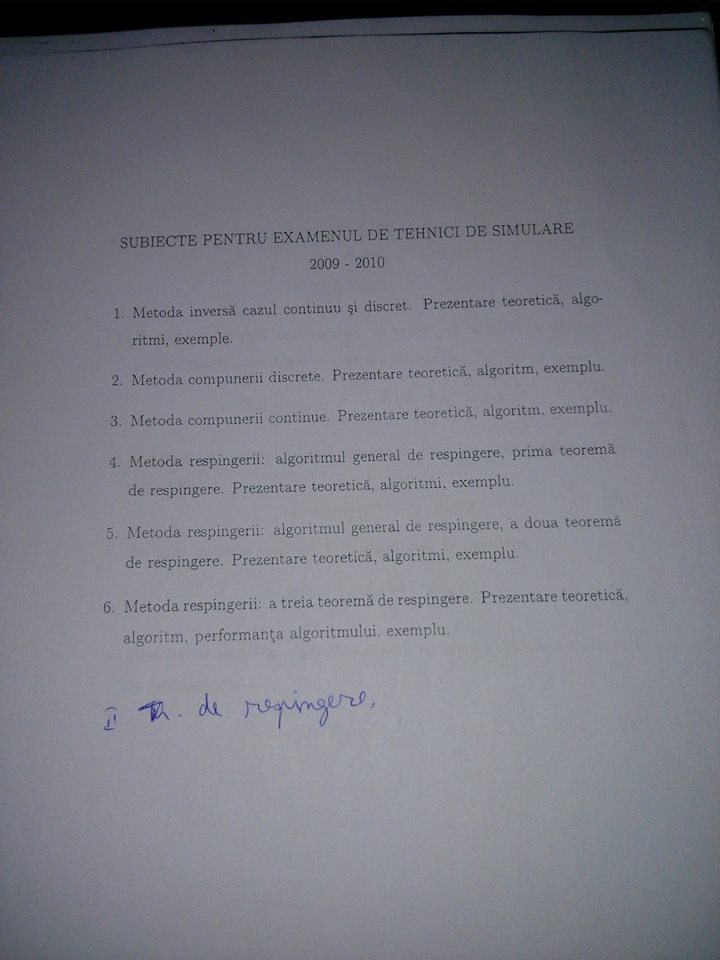 SUBIECTE PENTRU EXAMENUL DE TEHNICI DE SIMULARE
2009 - 2010
1. Metoda inversă cazul continuu şi discret. Prezentare teoretică, algo-
ritmi, exemple.
2. Metoda compunerii discrete. Prezentare teoretică, algoritm, exemplu.
3. Metoda compunerii continue. Prezentare teoretică, algoritm, exemplu.
4. Metoda respingerii: algoritmul general de respingere, prima teoremă
de respingere. Prezentare teoretică, algoritmi, exemplu.
5. Metoda respingerii: algoritmul general de respingere, a doua teoremă
de respingere. Prezentare teoretică, algoritmi, exemplu.
6. Metoda respingerii: a treia teoremă de respingere. Prezentare teoretică,
algoritm, performanţa algoritmului. exemplu.
II Th. de respingere.